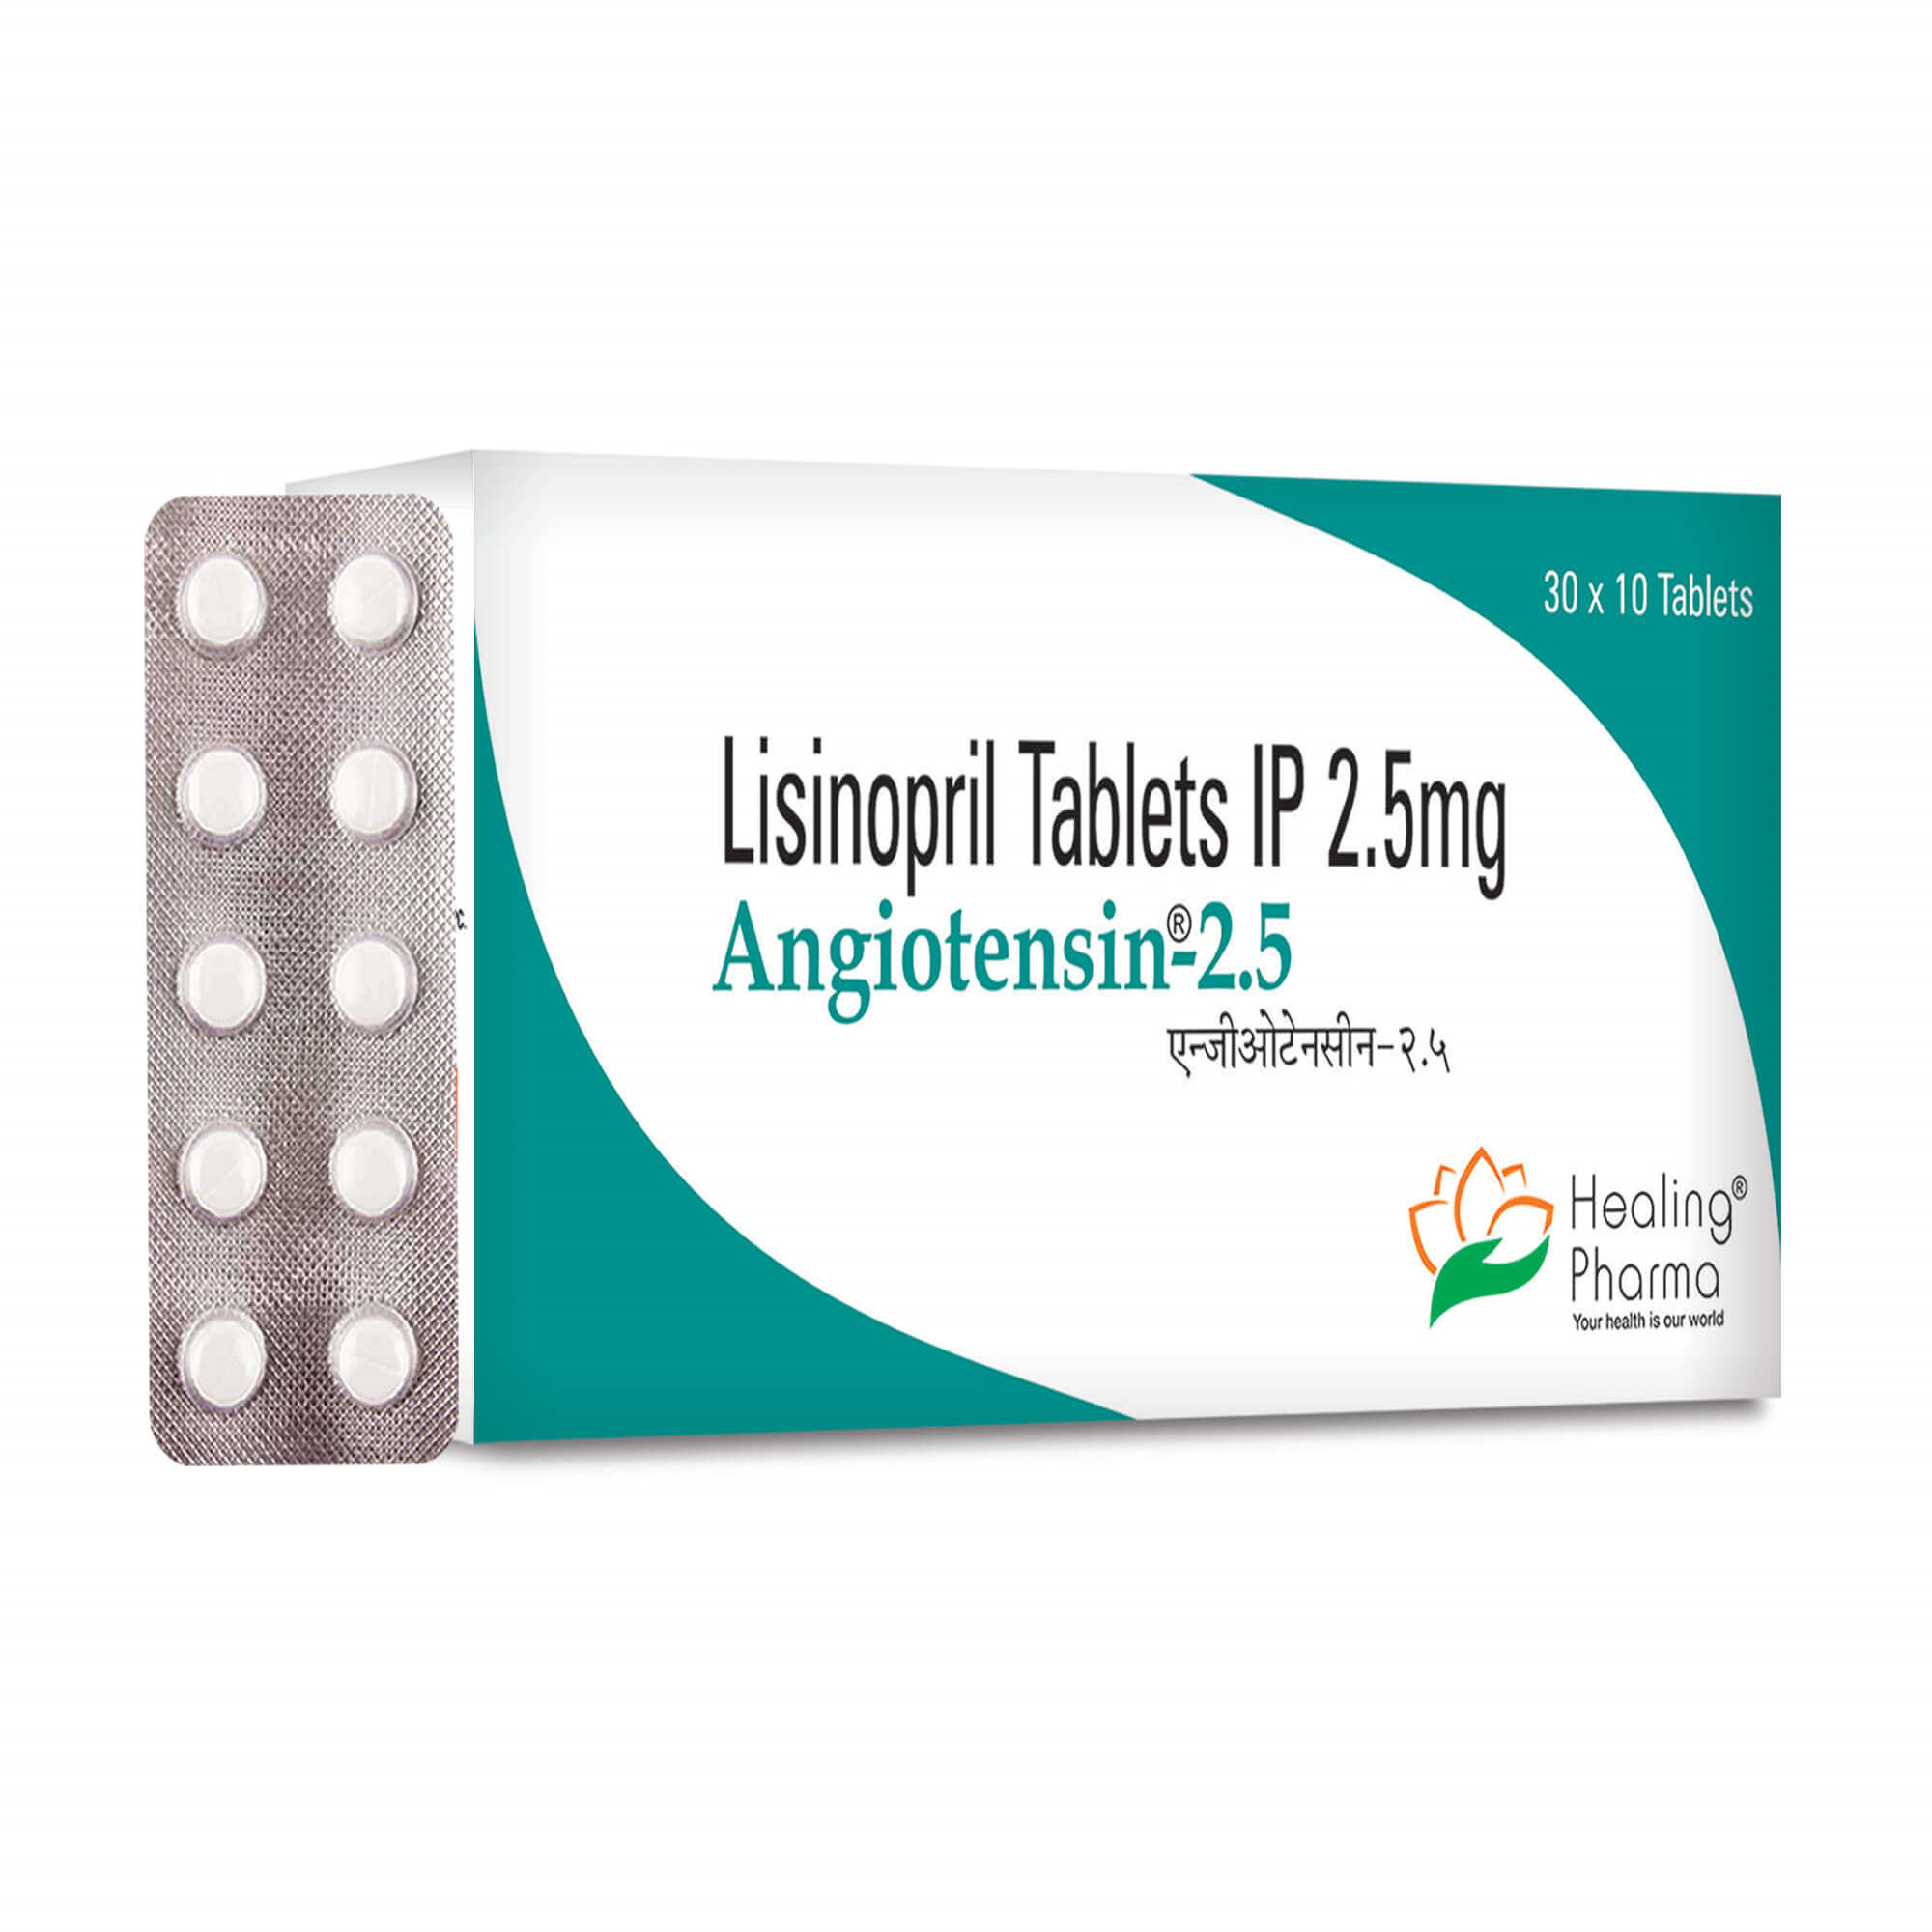 30 x 10 Tablets
Lisinopril Tablets IP 2.5mg
Angiotensin®-2.5
एन्जीओटेनसीन-२.५
Healing®
Pharma
Your health is our world